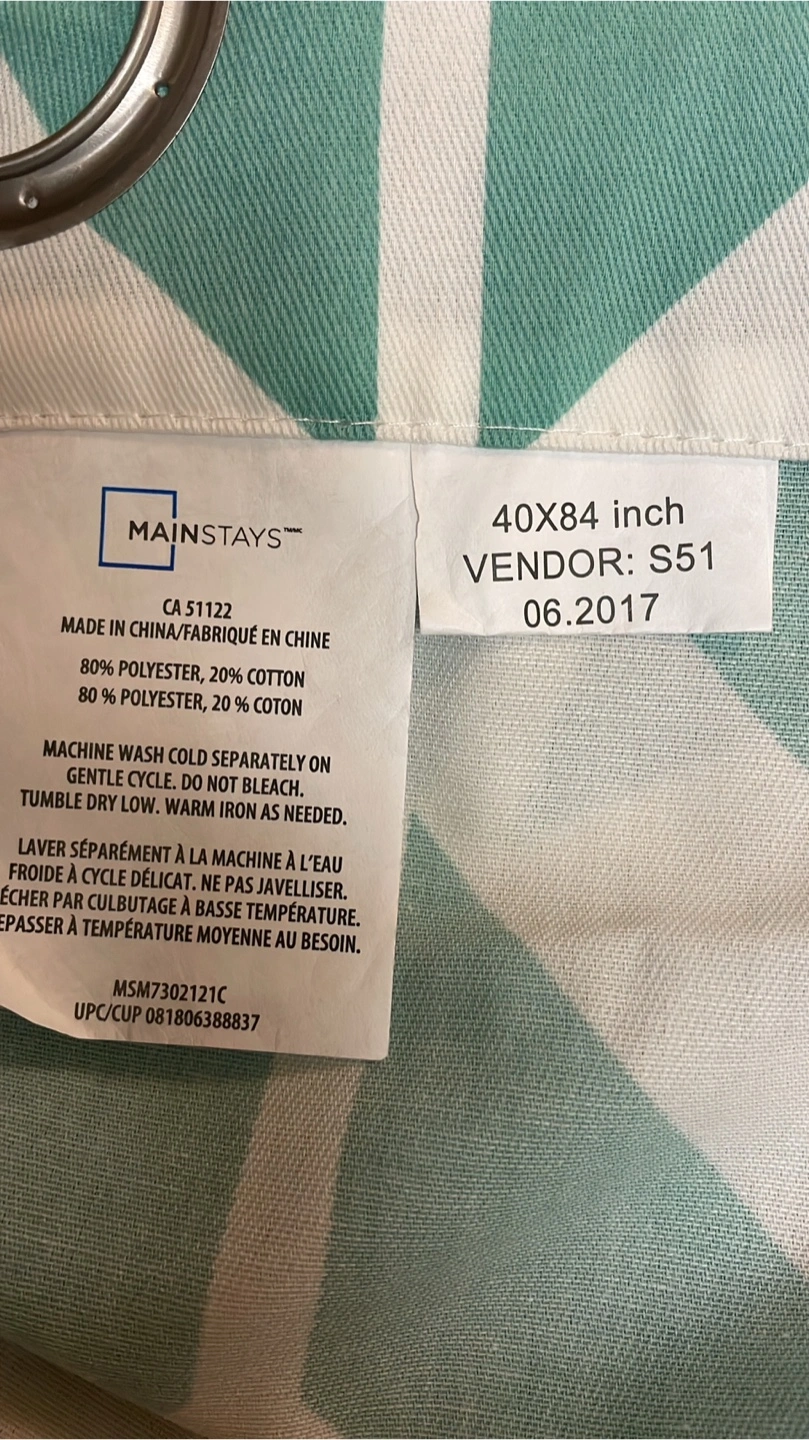 MAINSTAYS
CA 51122
MADE IN CHINA/FABRIQUÉ EN CHINE
80% POLYESTER, 20% COTTON
80 % POLYESTER, 20 % COTON
MACHINE WASH COLD SEPARATELY ON
GENTLE CYCLE. DO NOT BLEACH.
TUMBLE DRY LOW. WARM IRON AS NEEDED.
LAVER SÉPARÉMENT À LA MACHINE À L'EAU
FROIDE À CYCLE DÉLICAT. NE PAS JAVELLISER.
ÉCHER PAR CULBUTAGE À BASSE TEMPÉRATURE.
EPASSER À TEMPÉRATURE MOYENNE AU BESOIN.
MSM7302121C
UPC/CUP 081806388837
40X84 inch
VENDOR: S51
06.2017